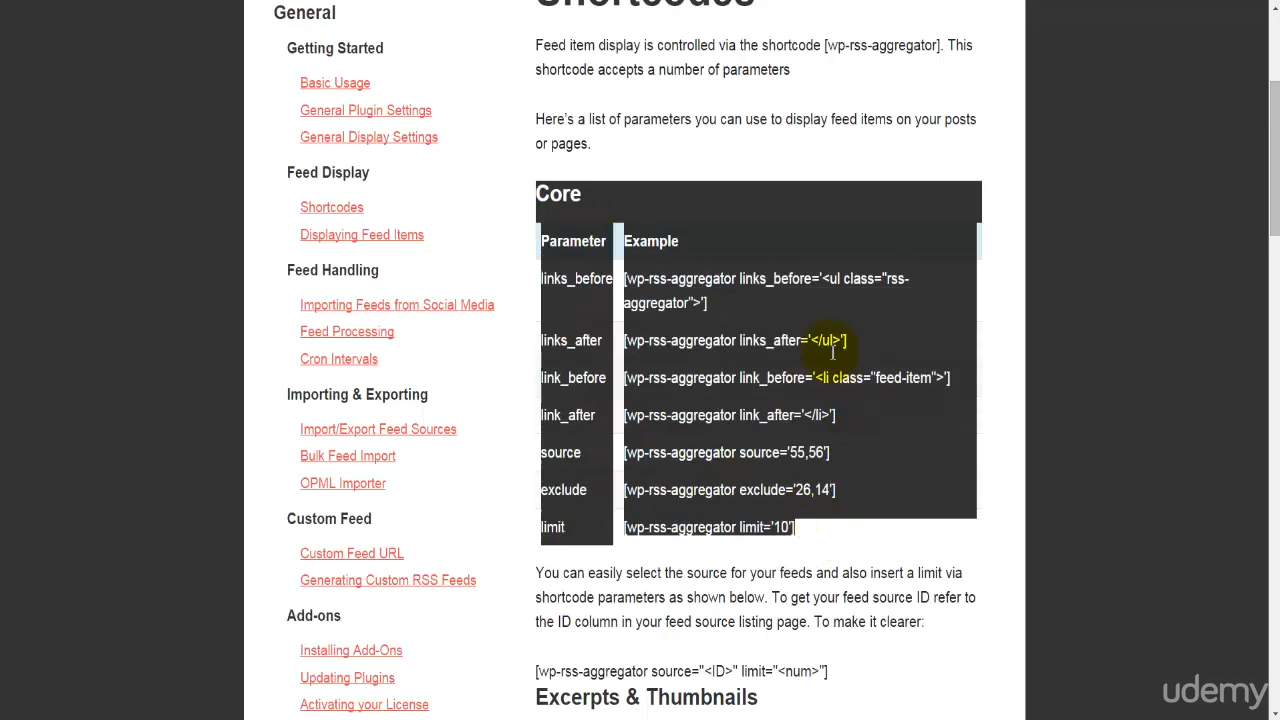 General
Getting Started
Basic Usage
General Plugin Settings
General Display Settings
Feed Display
Shortcodes
Displaying Feed Items
Feed Handling
Importing Feeds from Social Media
Feed Processing
Cron Intervals
Importing & Exporting
Import/Export Feed Sources
Bulk Feed Import
OPML Importer
Custom Feed
Custom Feed URL
Generating Custom RSS Feeds
Add-ons
Installing Add-Ons
Updating Plugins
Activating your License
Shortcodes
Feed item display is controlled via the shortcode [wp-rss-aggregator]. This
shortcode accepts a number of parameters
Here's a list of parameters you can use to display feed items on your posts
or pages.
Core
Parameter Example
links_before [wp-rss-aggregator links_before='<ul class="rss-
aggregator">']
links_after [wp-rss-aggregator links_after='</ul>']
link_before [wp-rss-aggregator link_before='<li class="feed-item">']
link_after [wp-rss-aggregator link_after='</li>']
source [wp-rss-aggregator source='55,56']
exclude [wp-rss-aggregator exclude='26,14']
limit [wp-rss-aggregator limit='10']
You can easily select the source for your feeds and also insert a limit via
shortcode parameters as shown below. To get your feed source ID refer to
the ID column in your feed source listing page. To make it clearer:
[wp-rss-aggregator source="<ID>" limit="<num>"]
Excerpts & Thumbnails
udemy